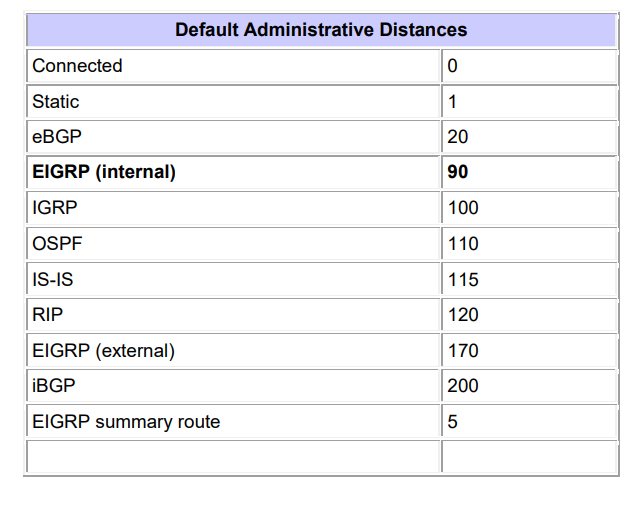 Default Administrative Distances
Connected 0
Static 1
eBGP 20
EIGRP (internal) 90
IGRP 100
OSPF 110
IS-IS 115
RIP 120
EIGRP (external) 170
iBGP 200
EIGRP summary route 5